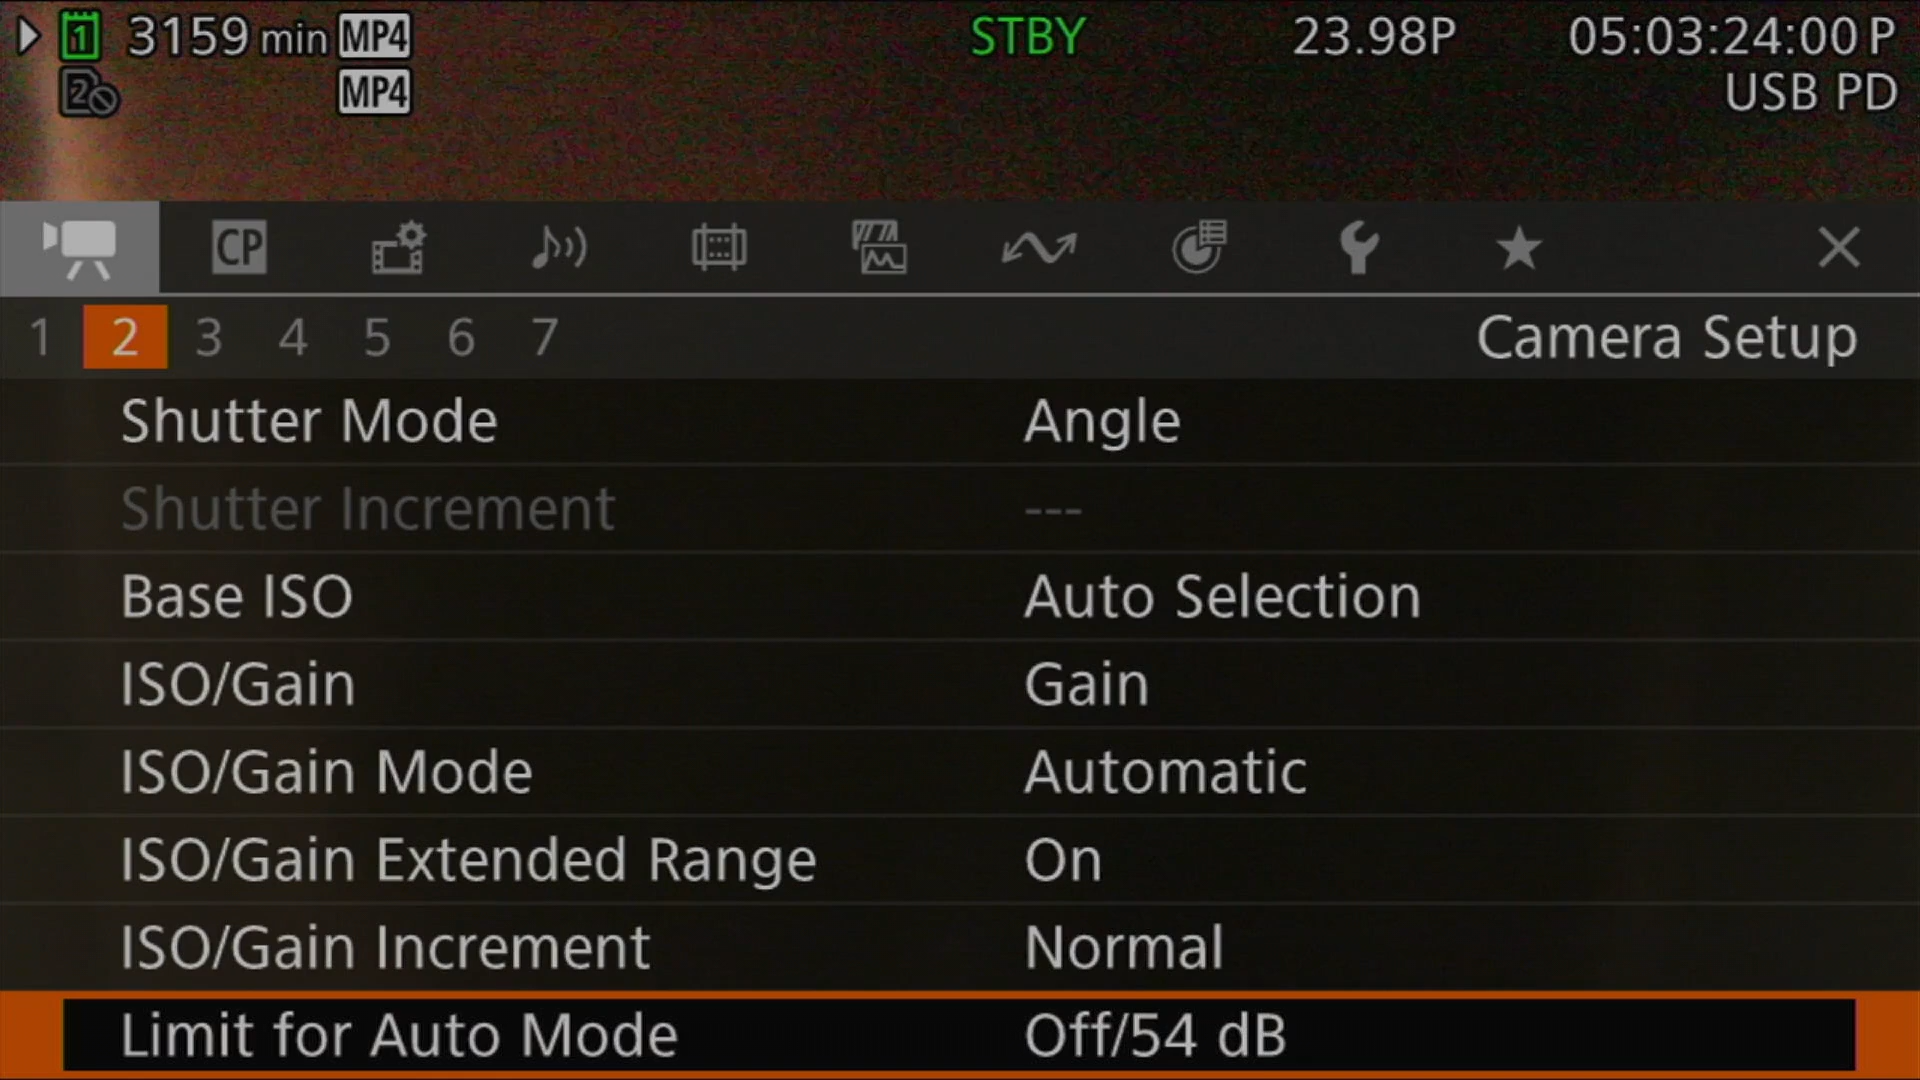 1 3159 min MP4 STBY 23.98P 05:03:24:00 P
2 MP4 USB PD
CP
1 2 3 4 5 6 7 Camera Setup
Shutter Mode Angle
Shutter Increment ---
Base ISO Auto Selection
ISO/Gain Gain
ISO/Gain Mode Automatic
ISO/Gain Extended Range On
ISO/Gain Increment Normal
Limit for Auto Mode Off/54 dB